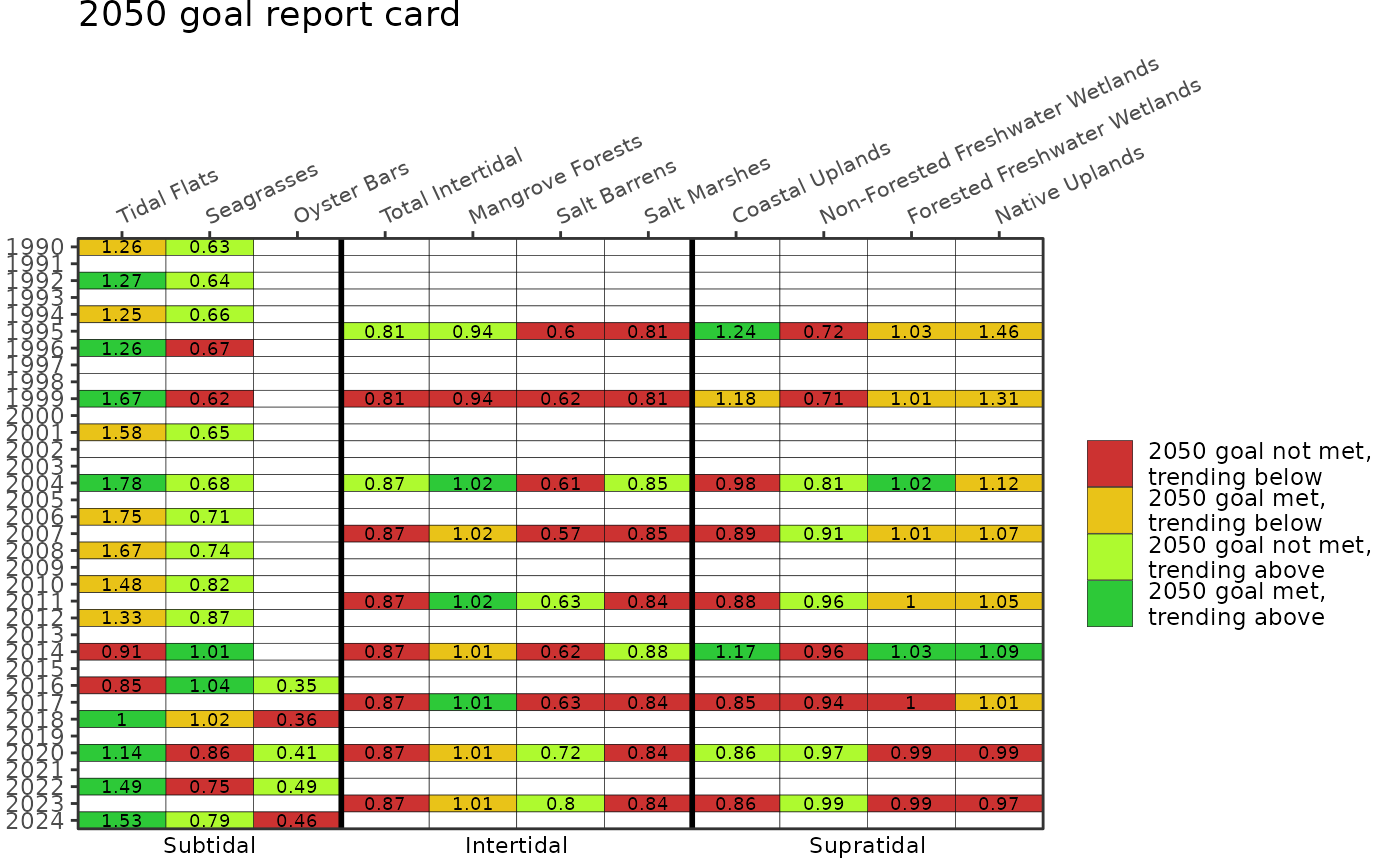 2050 goal report card
Tidal Flats
Seagrasses
Oyster Bars
Total Intertidal
Mangrove Forests
Salt Barrens
Salt Marshes
Coastal Uplands
Non-Forested Freshwater Wetlands
Forested Freshwater Wetlands
Native Uplands
1990 1.26 0.63
1991
1992 1.27 0.64
1993
1994 1.25 0.66
1995 0.81 0.94 0.6 0.81 1.24 0.72 1.03 1.46
1996 1.26 0.67
1997
1998
1999 1.67 0.62 0.81 0.94 0.62 0.81 1.18 0.71 1.01 1.31
2000
2001 1.58 0.65
2002
2003
2004 1.78 0.68 0.87 1.02 0.61 0.85 0.98 0.81 1.02 1.12
2005
2006 1.75 0.71
2007 0.87 1.02 0.57 0.85 0.89 0.91 1.01 1.07
2008 1.67 0.74
2009
2010 1.48 0.82
2011 0.87 1.02 0.63 0.84 0.88 0.96 1 1.05
2012 1.33 0.87
2013
2014 0.91 1.01 0.87 1.01 0.62 0.88 1.17 0.96 1.03 1.09
2015
2016 0.85 1.04 0.35
2017 0.87 1.01 0.63 0.84 0.85 0.94 1 1.01
2018 1 1.02 0.36
2019
2020 1.14 0.86 0.41 0.87 1.01 0.72 0.84 0.86 0.97 0.99 0.99
2021
2022 1.49 0.75 0.49
2023 0.87 1.01 0.8 0.84 0.86 0.99 0.99 0.97
2024 1.53 0.79 0.46
Subtidal
Intertidal
Supratidal
2050 goal not met,
trending below
2050 goal met,
trending below
2050 goal not met,
trending above
2050 goal met,
trending above